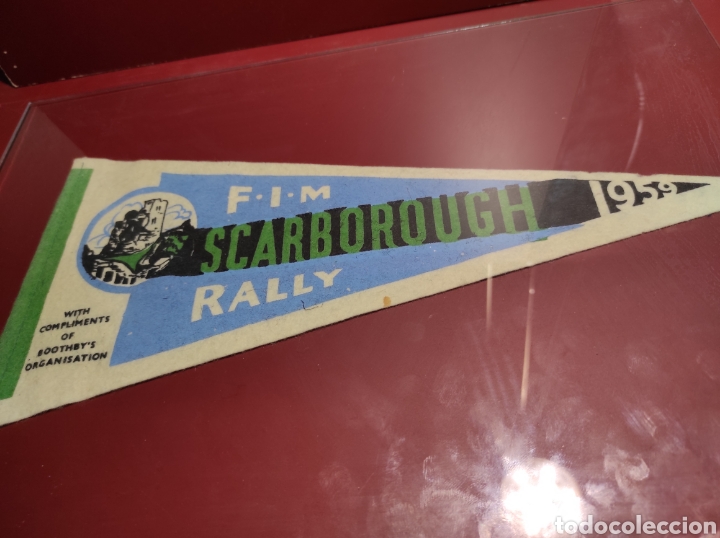 F·I·M
SCARBOROUGH
RALLY
1959
WITH
COMPLIMENTS
OF
BOOTHBY'S
ORGANISATION
todocoleccion